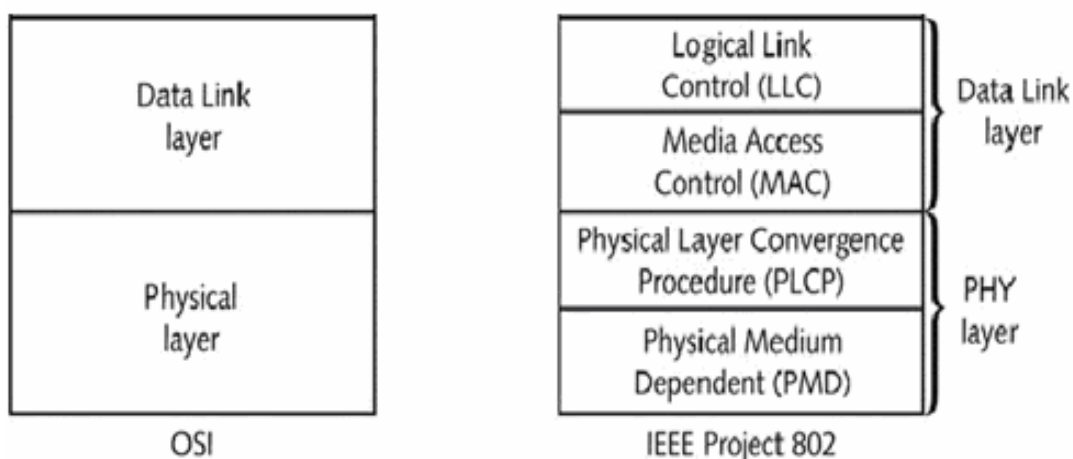 Data Link
layer
Physical
layer
OSI
Logical Link
Control (LLC)
Media Access
Control (MAC)
Physical Layer Convergence
Procedure (PLCP)
Physical Medium
Dependent (PMD)
IEEE Project 802
Data Link
layer
PHY
layer